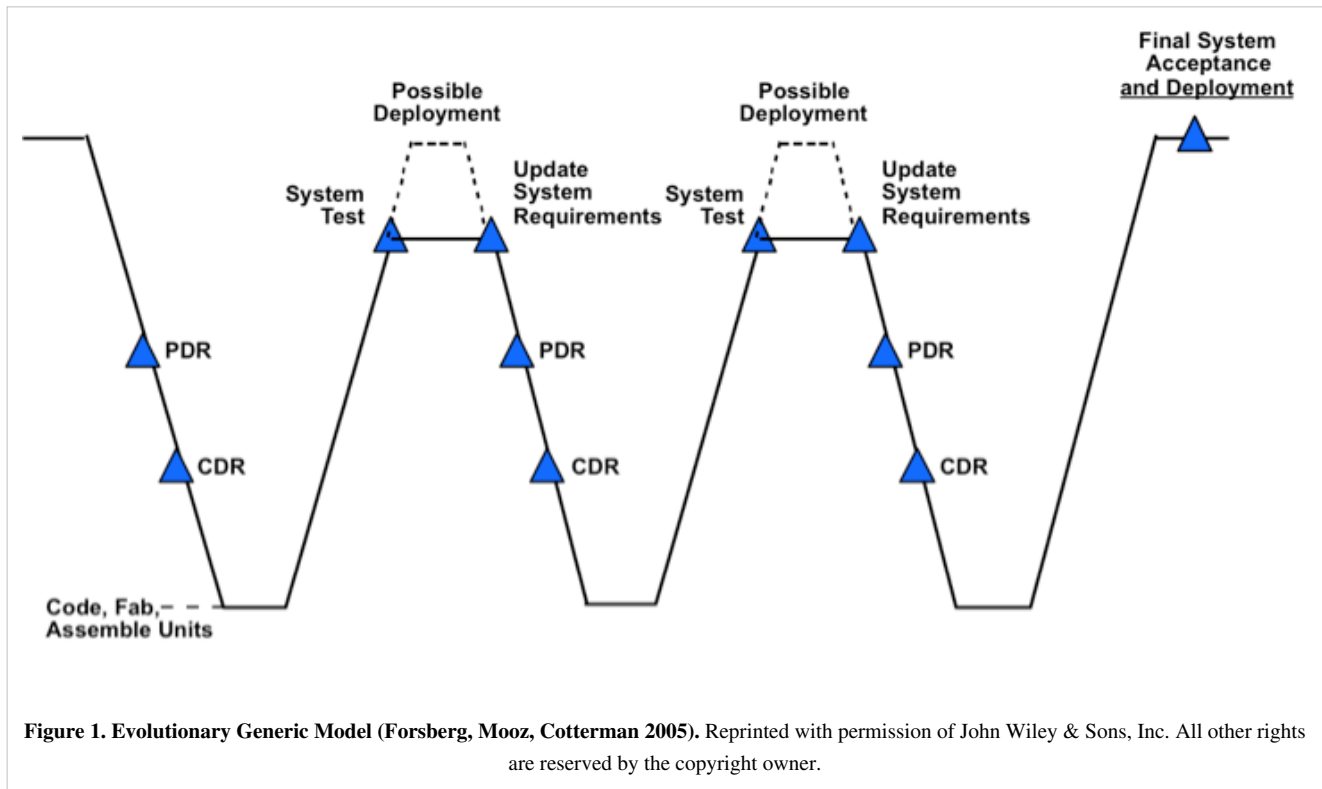 Final System
Acceptance
and Deployment
Possible
Deployment
Possible
Deployment
System
Test
Update
System
Requirements
System
Test
Update
System
Requirements
PDR
PDR
PDR
CDR
CDR
CDR
Code, Fab,
Assemble Units
Figure 1. Evolutionary Generic Model (Forsberg, Mooz, Cotterman 2005). Reprinted with permission of John Wiley & Sons, Inc. All other rights
are reserved by the copyright owner.